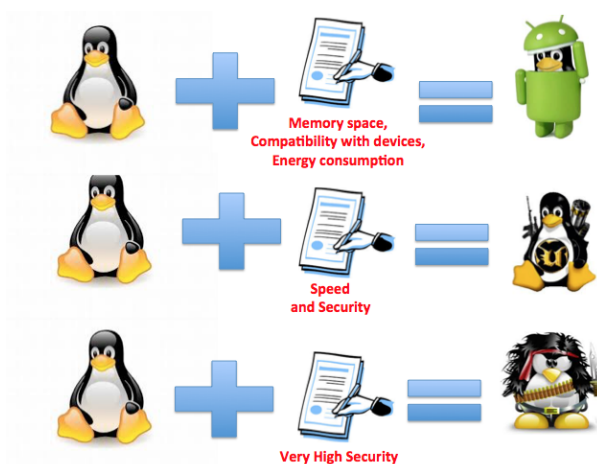 Memory space,
Compatibility with devices,
Energy consumption
Speed
and Security
Very High Security